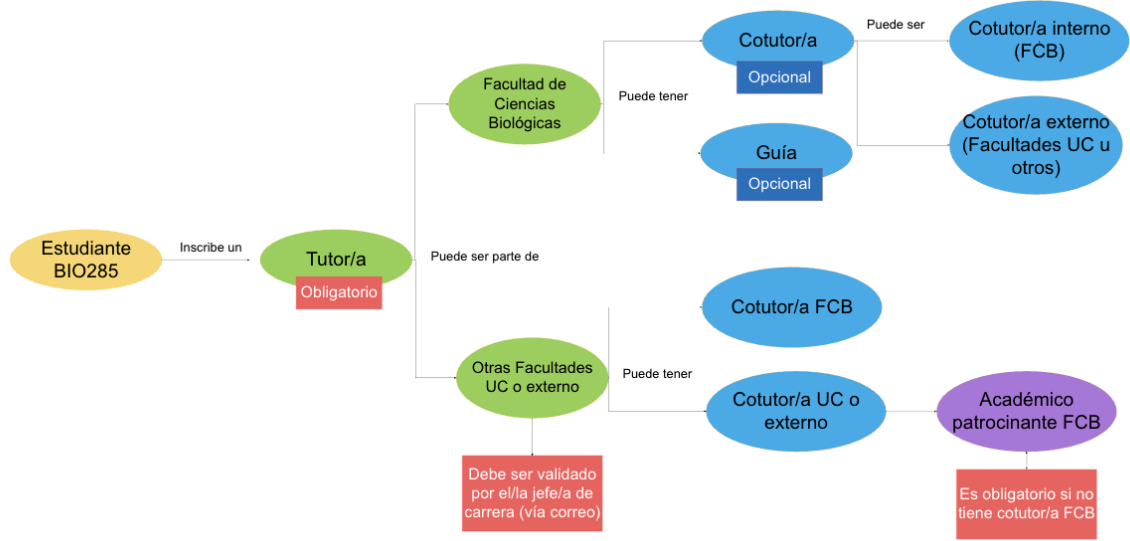 Estudiante
BIO285
Inscribe un
Tutor/a
Obligatorio
Puede ser parte de
Facultad de
Ciencias
Biológicas
Puede tener
Cotutor/a
Opcional
Puede ser
Cotutor/a interno
(FCB)
Cotutor/a externo
(Facultades UC u
otros)
Guía
Opcional
Otras Facultades
UC o externo
Debe ser validado
por el/la jefe/a de
carrera (vía correo)
Puede tener
Cotutor/a FCB
Cotutor/a UC o
externo
Académico
patrocinante FCB
Es obligatorio si no
tiene cotutor/a FCB